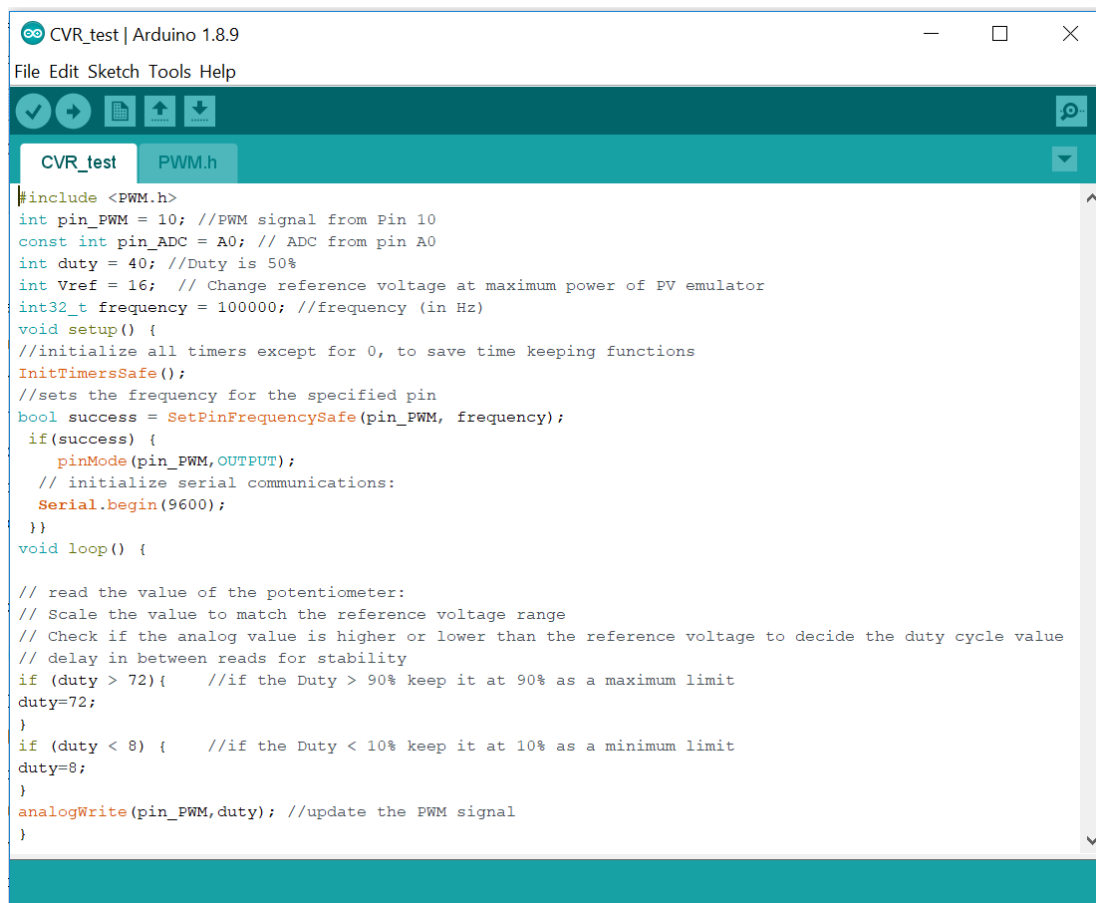 CVR_test | Arduino 1.8.9
File Edit Sketch Tools Help
CVR_test PWM.h
#include <PWM.h>
int pin_PWM = 10; //PWM signal from Pin 10
const int pin_ADC = A0; // ADC from pin A0
int duty = 40; //Duty is 50%
int Vref = 16;  // Change reference voltage at maximum power of PV emulator
int32_t frequency = 100000; //frequency (in Hz)
void setup() {
//initialize all timers except for 0, to save time keeping functions
InitTimersSafe();
//sets the frequency for the specified pin
bool success = SetPinFrequencySafe(pin_PWM, frequency);
 if(success) {
    pinMode(pin_PWM,OUTPUT);
  // initialize serial communications:
  Serial.begin(9600);
 }}
void loop() {
// read the value of the potentiometer:
// Scale the value to match the reference voltage range
// Check if the analog value is higher or lower than the reference voltage to decide the duty cycle value
// delay in between reads for stability
if (duty > 72){    //if the Duty > 90% keep it at 90% as a maximum limit
duty=72;
}
if (duty < 8) {    //if the Duty < 10% keep it at 10% as a minimum limit
duty=8;
}
analogWrite(pin_PWM,duty); //update the PWM signal
}